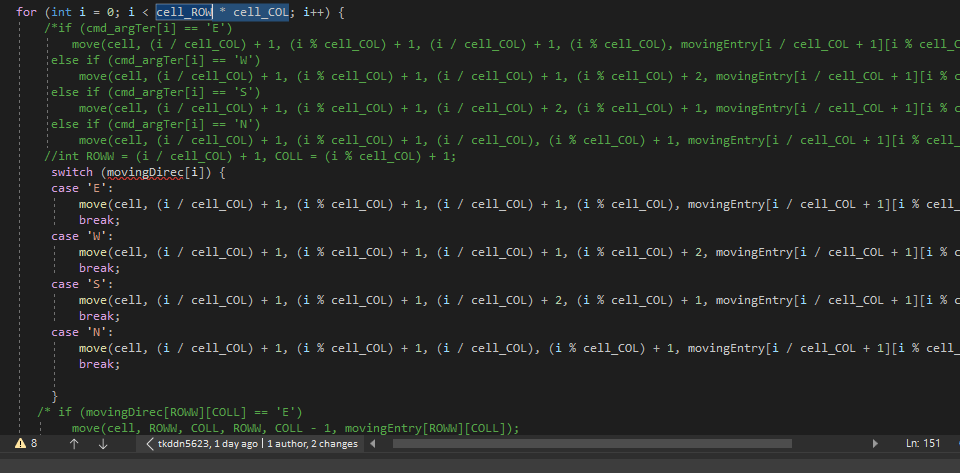 for (int i = 0; i < cell_ROW * cell_COL; i++) {
/*if (cmd_argTer[i] == 'E')
move(cell, (i / cell_COL) + 1, (i % cell_COL) + 1, (i / cell_COL) + 1, (i % cell_COL), movingEntry[i / cell_COL + 1][i % cell_C
else if (cmd_argTer[i] == 'W')
move(cell, (i / cell_COL) + 1, (i % cell_COL) + 1, (i / cell_COL) + 1, (i % cell_COL) + 2, movingEntry[i / cell_COL + 1][i % c
else if (cmd_argTer[i] == 'S')
move(cell, (i / cell_COL) + 1, (i % cell_COL) + 1, (i / cell_COL) + 2, (i % cell_COL) + 1, movingEntry[i / cell_COL + 1][i % c
else if (cmd_argTer[i] == 'N')
move(cell, (i / cell_COL) + 1, (i % cell_COL) + 1, (i / cell_COL), (i % cell_COL) + 1, movingEntry[i / cell_COL + 1][i % cell_
//int ROWW = (i / cell_COL) + 1, COLL = (i % cell_COL) + 1;
switch (movingDirec[i]) {
case 'E':
move(cell, (i / cell_COL) + 1, (i % cell_COL) + 1, (i / cell_COL) + 1, (i % cell_COL), movingEntry[i / cell_COL + 1][i % cell_
break;
case 'W':
move(cell, (i / cell_COL) + 1, (i % cell_COL) + 1, (i / cell_COL) + 1, (i % cell_COL) + 2, movingEntry[i / cell_COL + 1][i % c
break;
case 'S':
move(cell, (i / cell_COL) + 1, (i % cell_COL) + 1, (i / cell_COL) + 2, (i % cell_COL) + 1, movingEntry[i / cell_COL + 1][i % c
break;
case 'N':
move(cell, (i / cell_COL) + 1, (i % cell_COL) + 1, (i / cell_COL), (i % cell_COL) + 1, movingEntry[i / cell_COL + 1][i % cell_
break;
}
/* if (movingDirec[ROWW][COLL] == 'E')
move(cell, ROWW, COLL, ROWW, COLL - 1, movingEntry[ROWW][COLL]);
8 tkddn5623, 1 day ago | 1 author, 2 changes Ln: 151